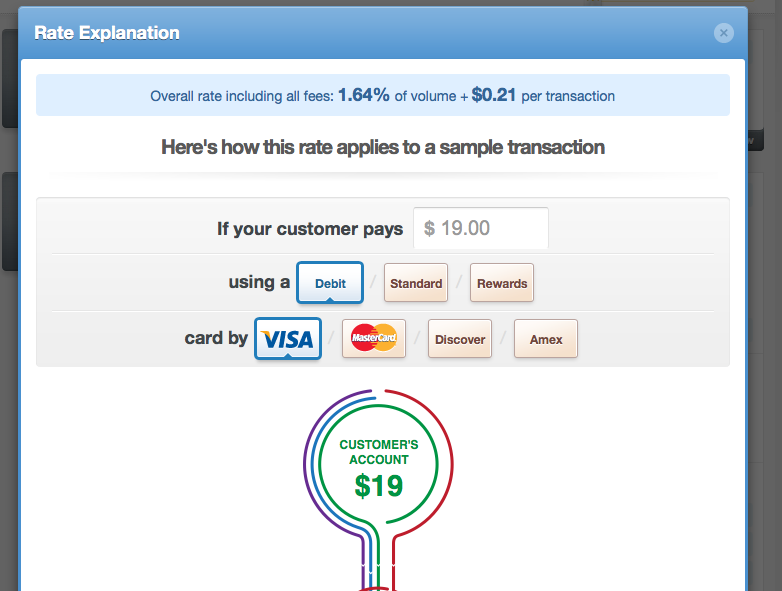 Rate Explanation
Overall rate including all fees: 1.64% of volume + $0.21 per transaction
Here's how this rate applies to a sample transaction
If your customer pays $ 19.00
using a Debit / Standard / Rewards
card by VISA / MasterCard / Discover / Amex
CUSTOMER'S
ACCOUNT
$19